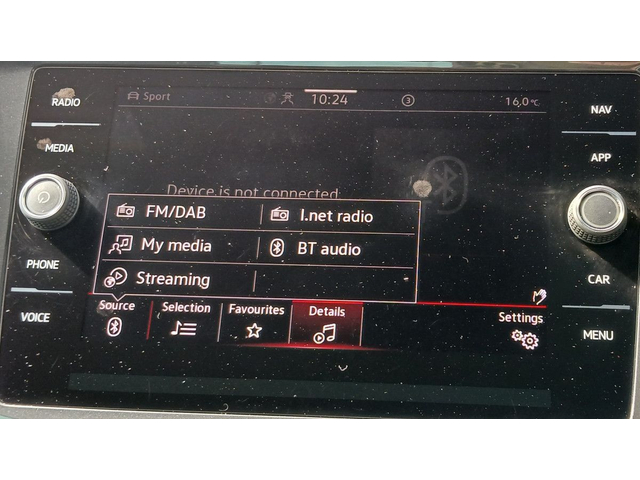 RADIO
MEDIA
PHONE
VOICE
Sport
10:24
3
16,0°C
Device is not connected.
FM/DAB
I.net radio
My media
BT audio
Streaming
Source
Selection
Favourites
Details
Settings
NAV
APP
CAR
MENU